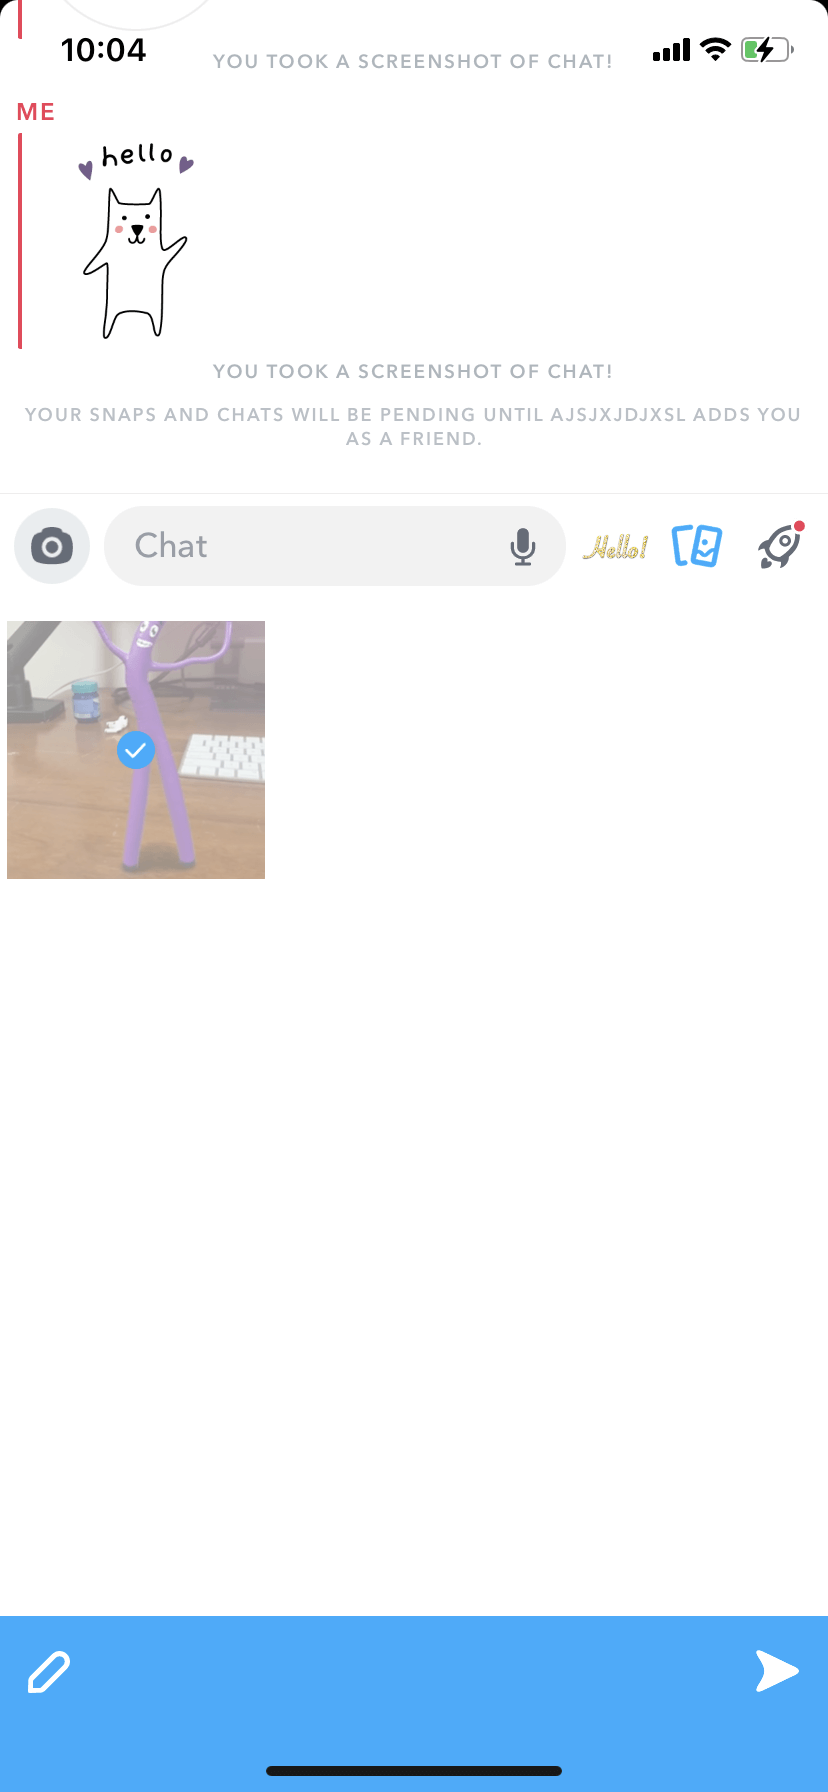 10:04
YOU TOOK A SCREENSHOT OF CHAT!
ME
hello
YOU TOOK A SCREENSHOT OF CHAT!
YOUR SNAPS AND CHATS WILL BE PENDING UNTIL AJSJXJDJXSL ADDS YOU
AS A FRIEND.
Chat
Hello!